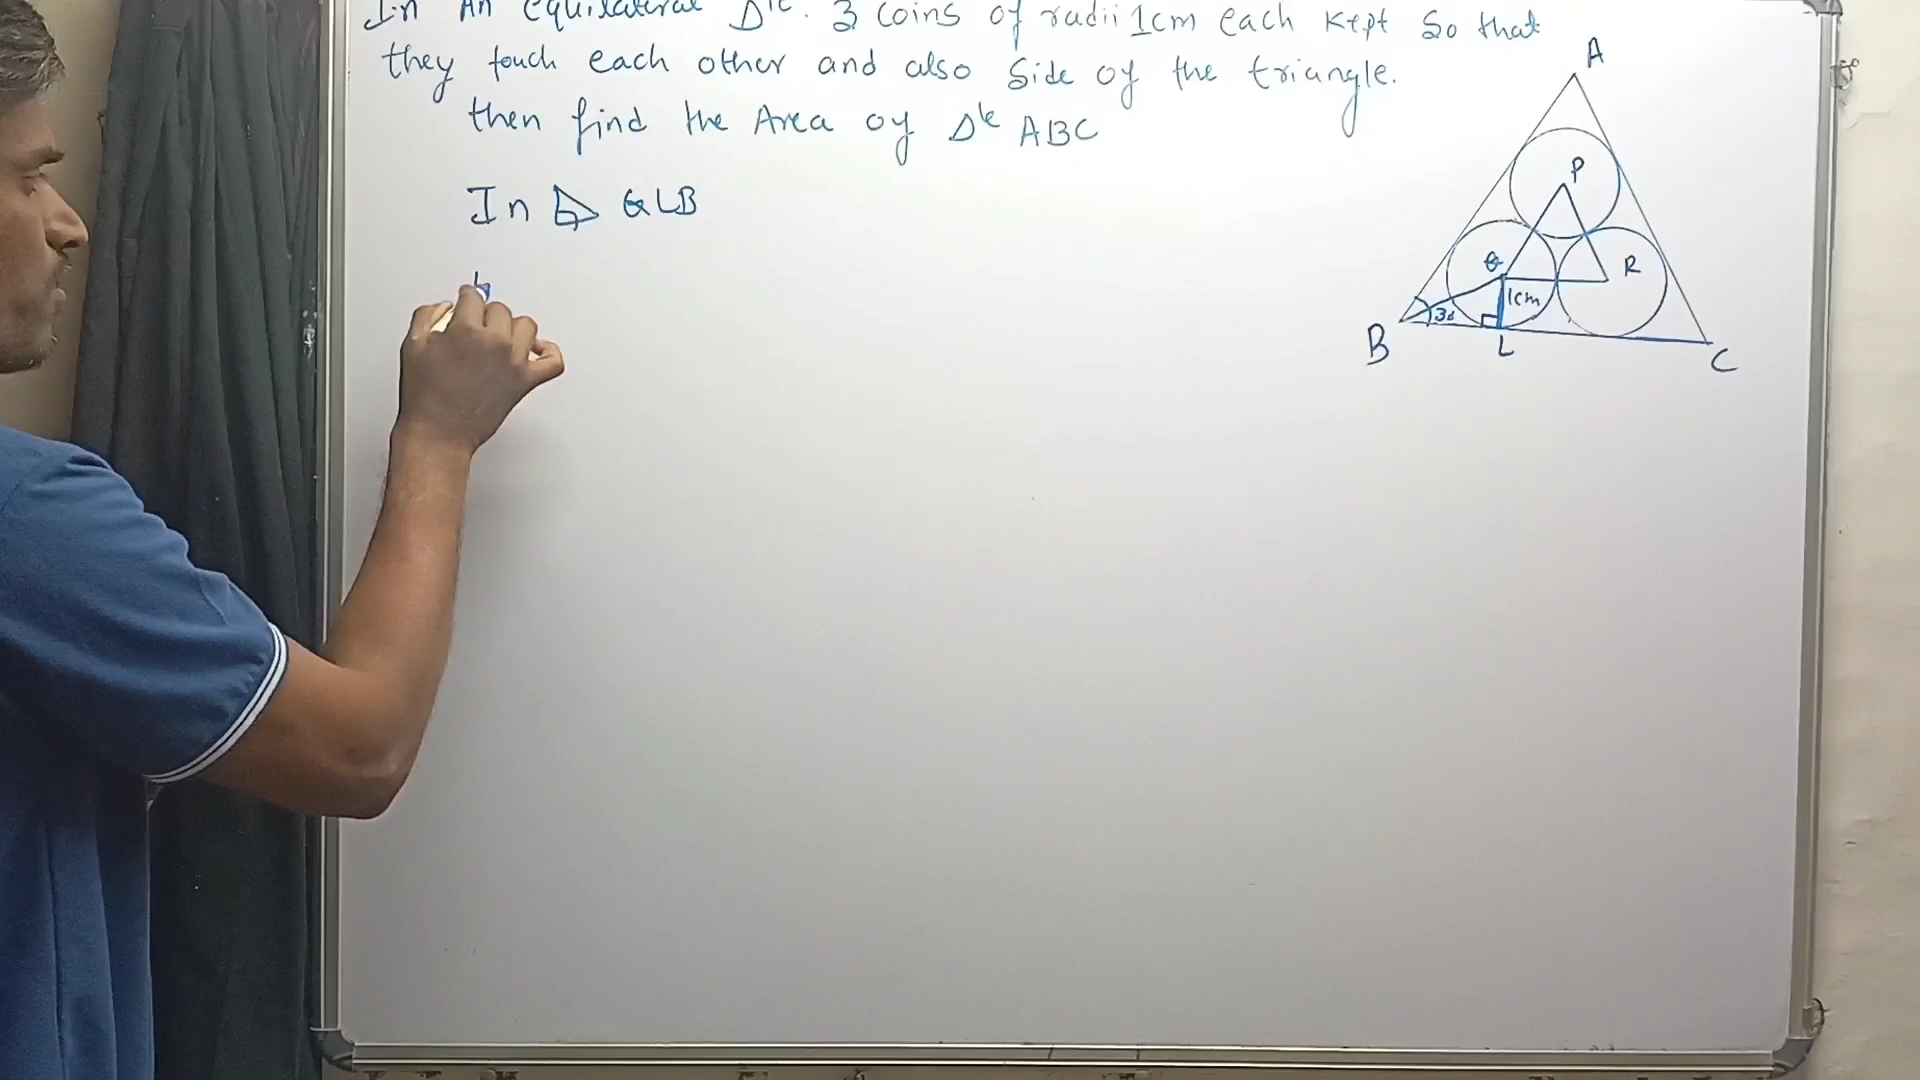 In An equilateral Δle. 3 Coins of radii 1cm each kept so that
they touch each other and also side of the triangle.
then find the Area of Δle ABC
In QLB
A
P
Q
R
1cm
30
B
L
C